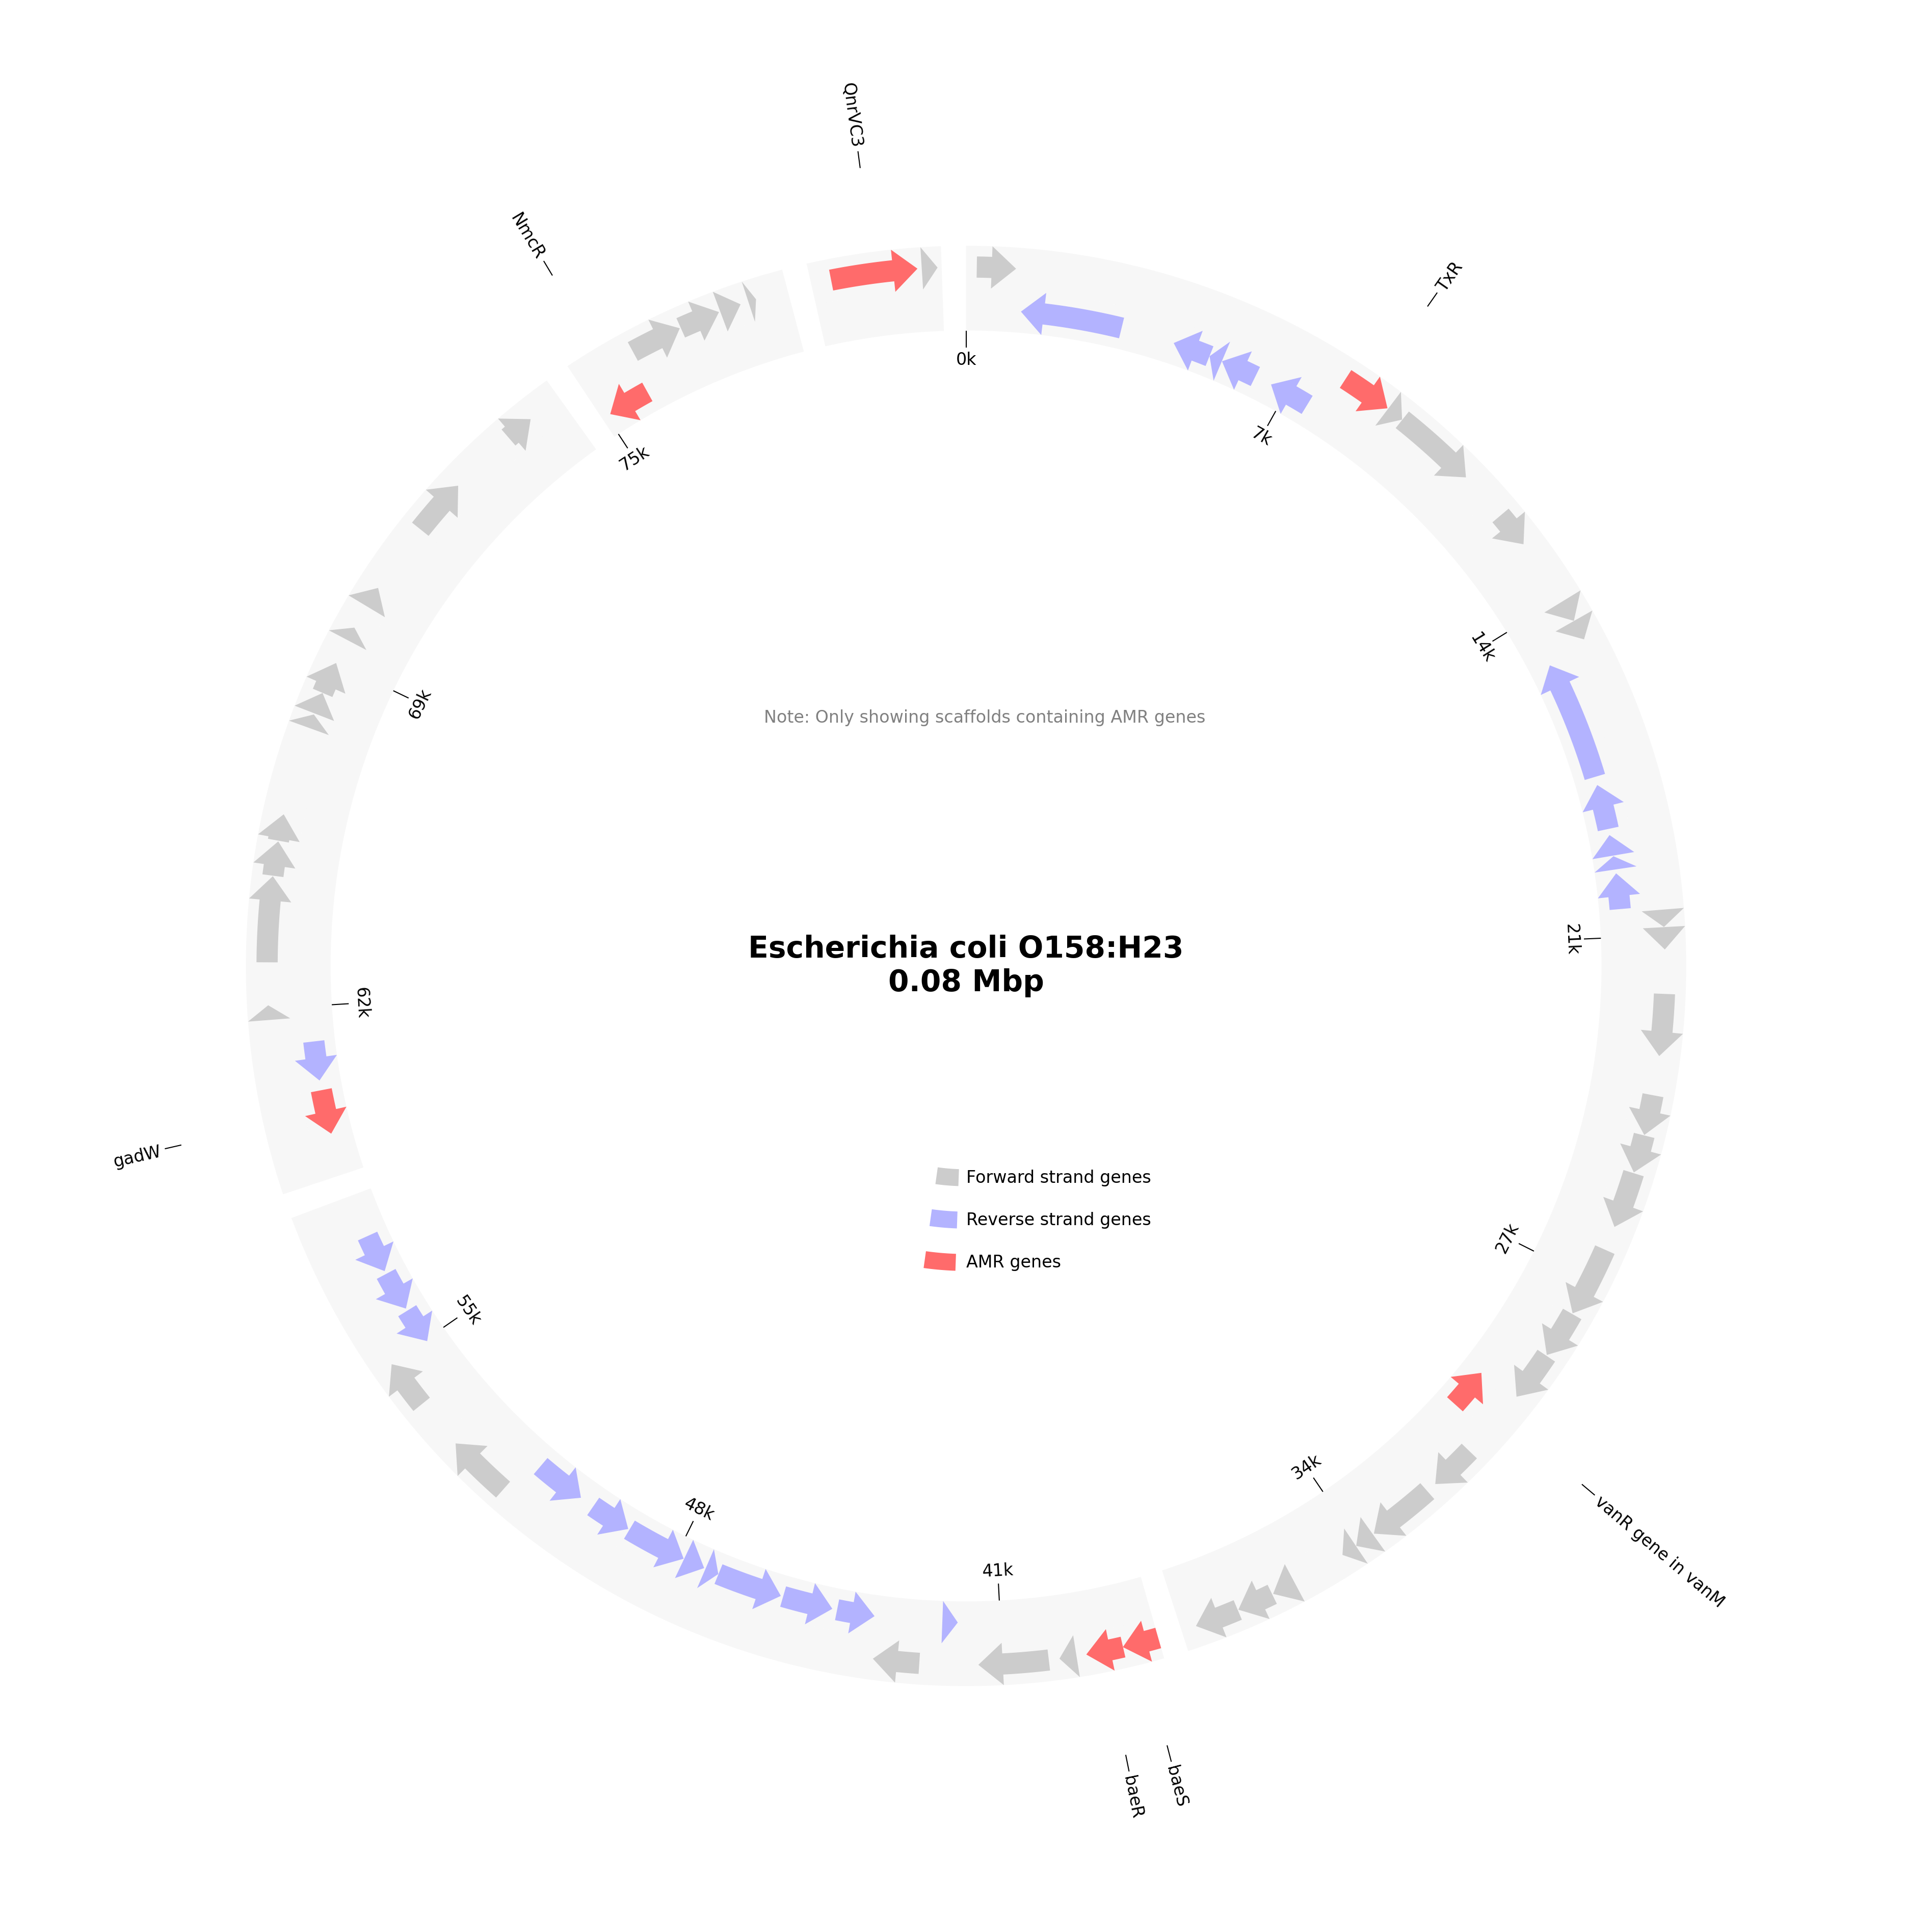 QnrVC3
NmcR
TxR
0k
7k
75k
14k
69k
Note: Only showing scaffolds containing AMR genes
21k
Escherichia coli O158:H23
0.08 Mbp
62k
gadW
Forward strand genes
Reverse strand genes
AMR genes
27k
55k
34k
48k
vanR gene in vanM
41k
baeR
baeS